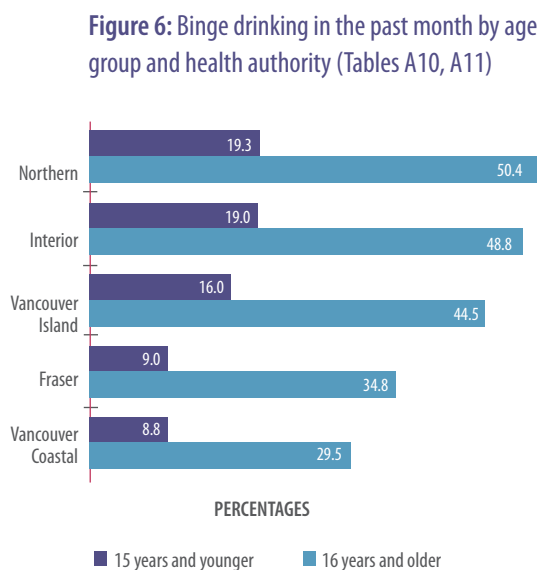 Figure 6: Binge drinking in the past month by age
group and health authority (Tables A10, A11)
19.3
Northern
50.4
19.0
Interior
48.8
16.0
Vancouver
Island
44.5
9.0
Fraser
34.8
8.8
Vancouver
Coastal
29.5
PERCENTAGES
15 years and younger 16 years and older